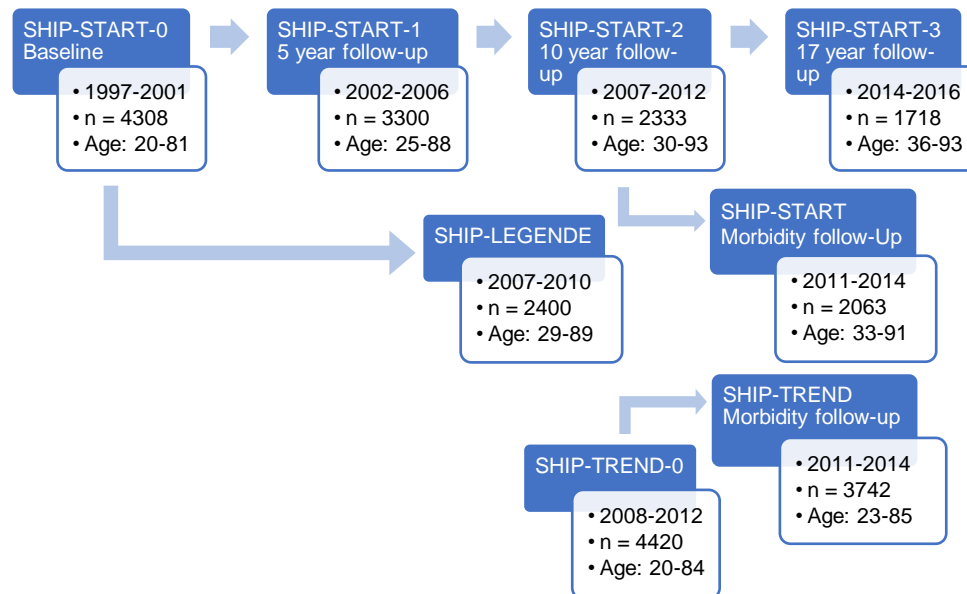 SHIP-START-0
Baseline
• 1997-2001
• n = 4308
• Age: 20-81
SHIP-START-1
5 year follow-up
• 2002-2006
• n = 3300
• Age: 25-88
SHIP-START-2
10 year follow-
up
• 2007-2012
• n = 2333
• Age: 30-93
SHIP-START-3
17 year follow-
up
• 2014-2016
• n = 1718
• Age: 36-93
SHIP-LEGENDE
• 2007-2010
• n = 2400
• Age: 29-89
SHIP-START
Morbidity follow-Up
• 2011-2014
• n = 2063
• Age: 33-91
SHIP-TREND-0
• 2008-2012
• n = 4420
• Age: 20-84
SHIP-TREND
Morbidity follow-up
• 2011-2014
• n = 3742
• Age: 23-85